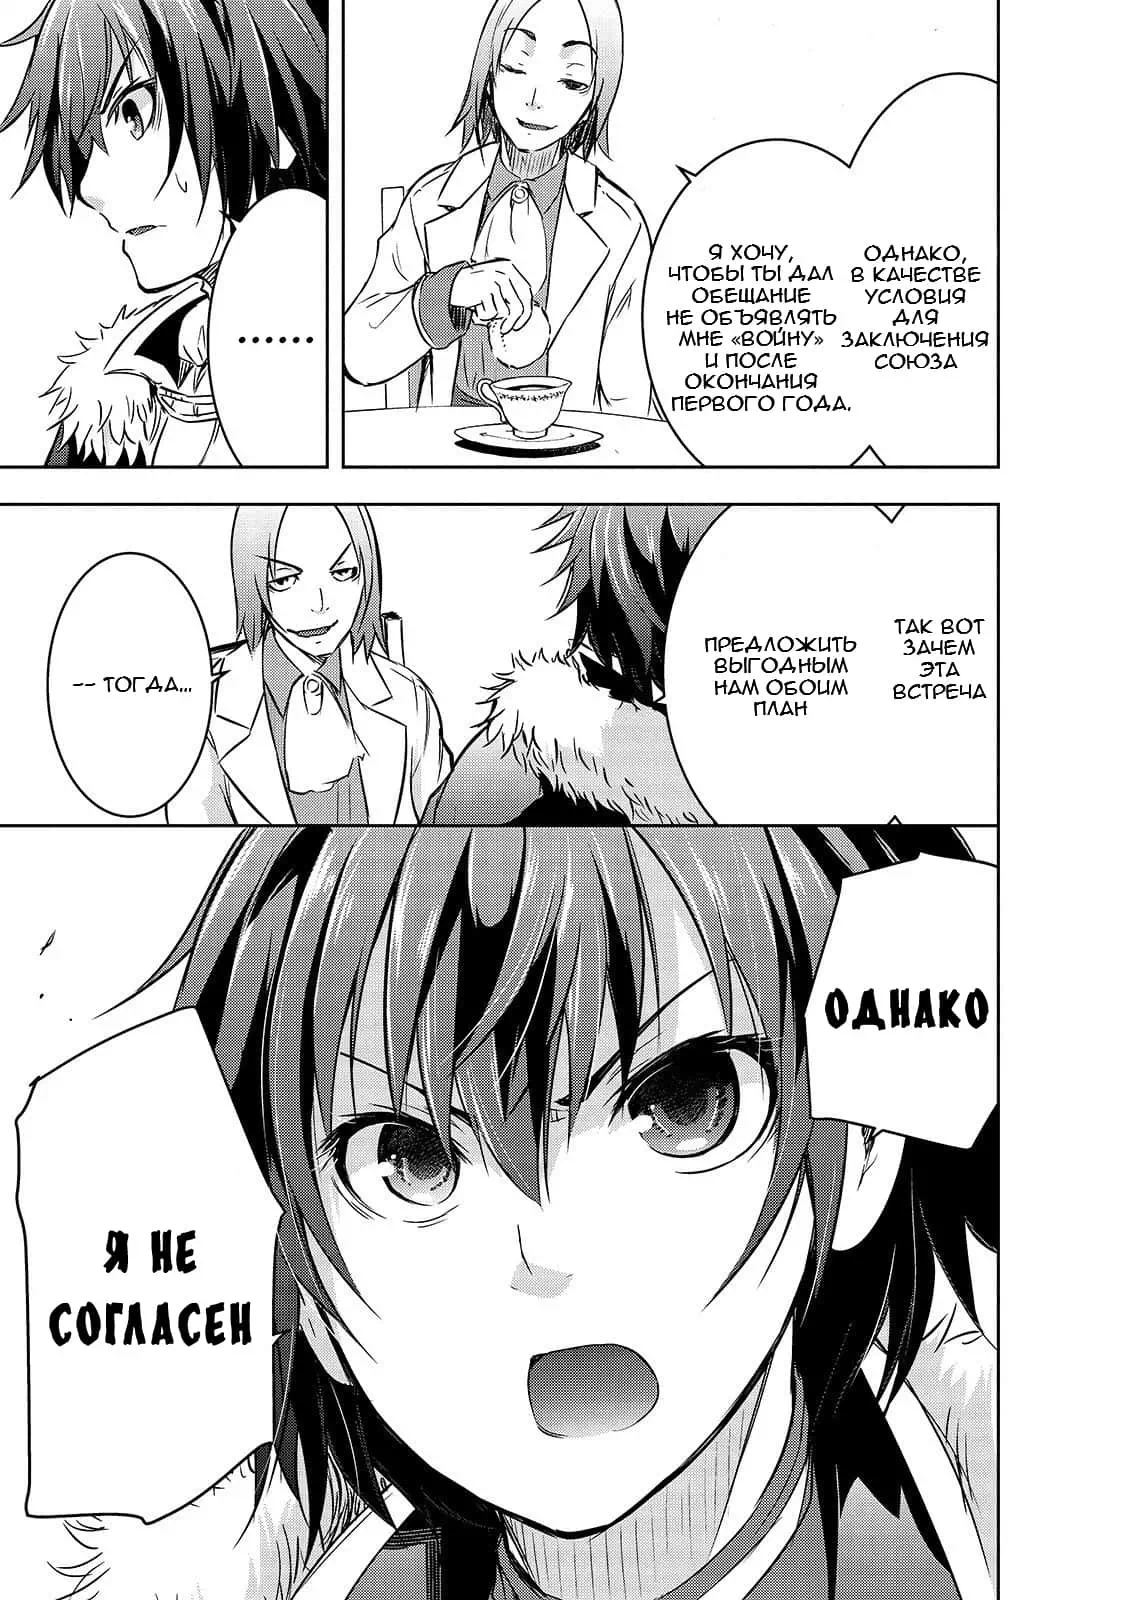 ОДНАКО,
В КАЧЕСТВЕ
УСЛОВИЯ
ДЛЯ
ЗАКЛЮЧЕНИЯ
СОЮЗА
Я ХОЧУ,
ЧТОБЫ ТЫ ДАЛ
ОБЕЩАНИЕ
НЕ ОБЪЯВЛЯТЬ
МНЕ «ВОЙНУ»
И ПОСЛЕ
ОКОНЧАНИЯ
ПЕРВОГО ГОДА.
......
ТАК ВОТ
ЗАЧЕМ
ЭТА
ВСТРЕЧА
ПРЕДЛОЖИТЬ
ВЫГОДНЫМ
НАМ ОБОИМ
ПЛАН
-- ТОГДА...
ОДНАКО
Я НЕ
СОГЛАСЕН